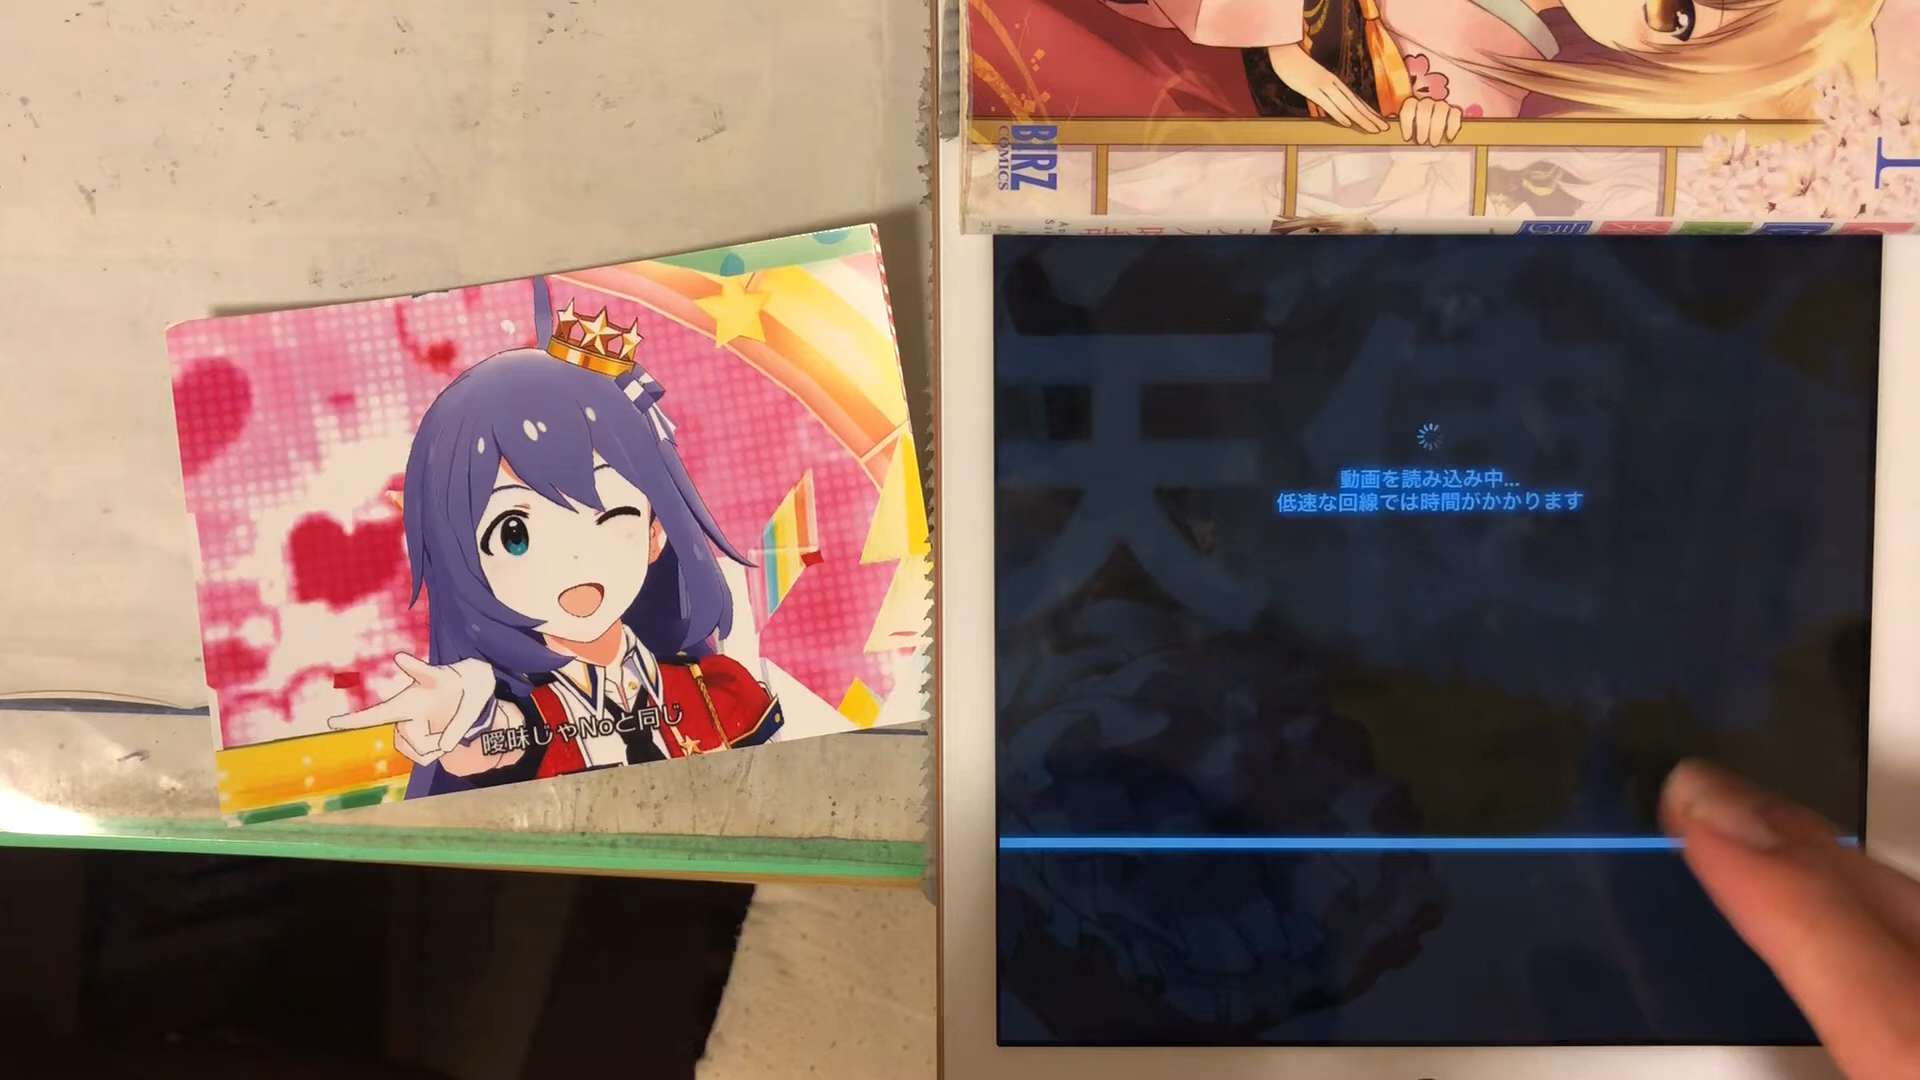 BIRZ
COMICS
動画を読み込み中...
低速な回線では時間がかかります
曖昧じゃNoと同じ